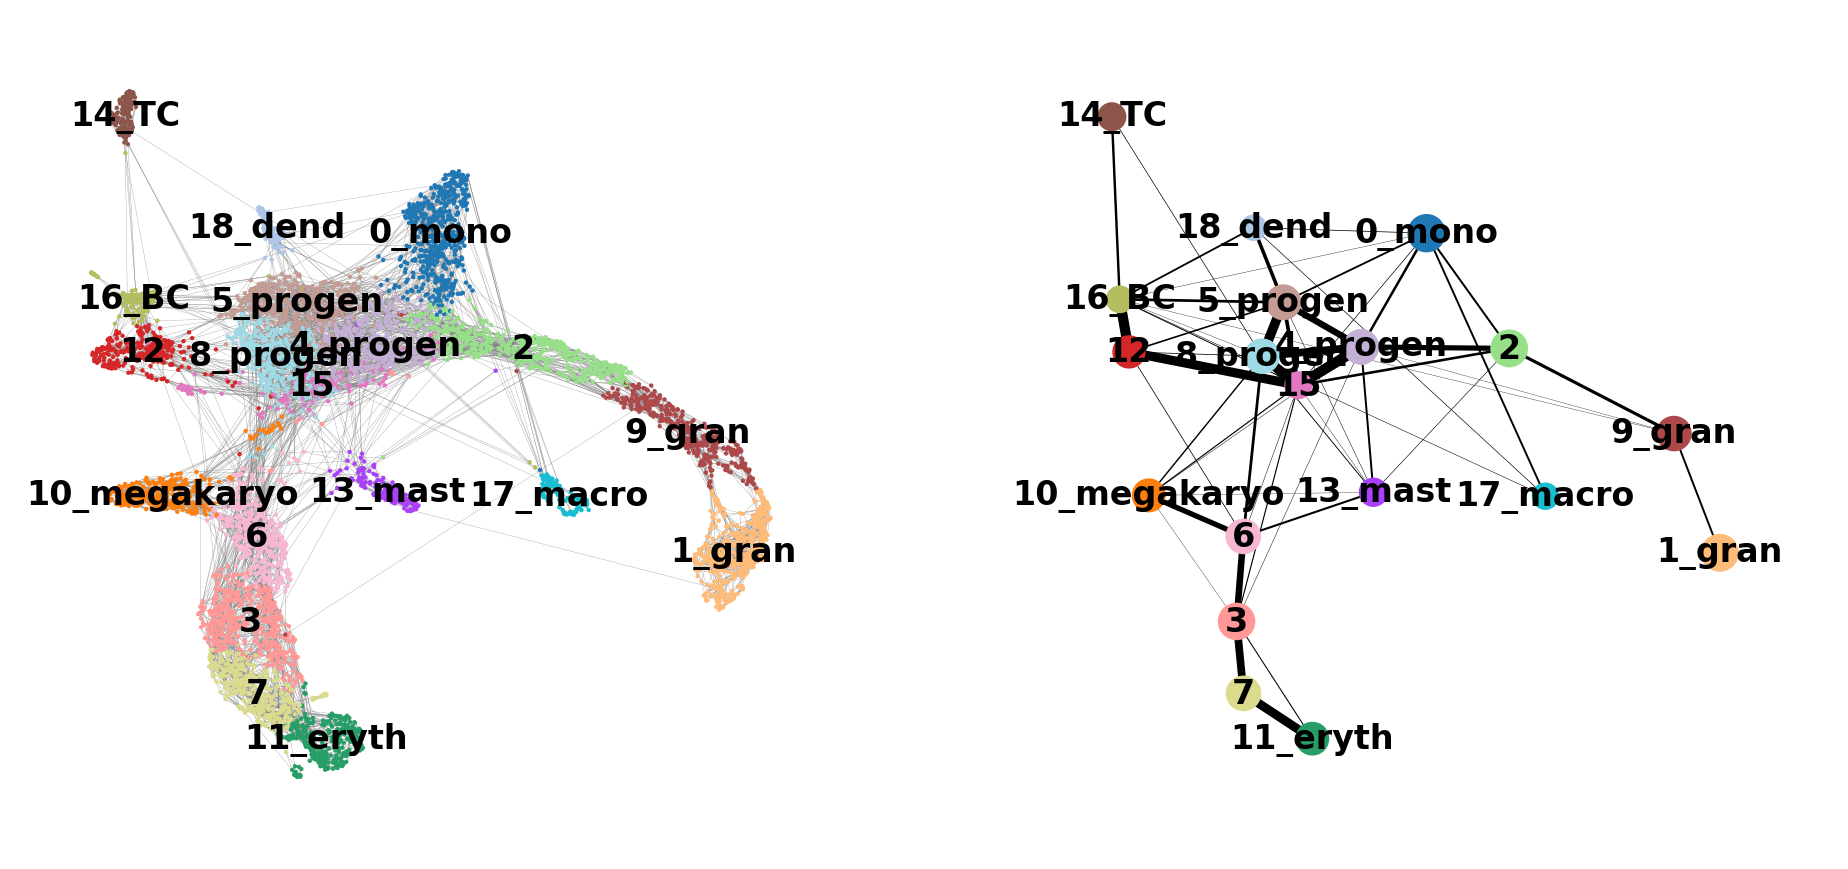 14_TC
18_dend
0_mono
16_BC
5_progen
12
8_progen
4_progen
2
15
9_gran
10_megakaryo
13_mast
17_macro
6
1_gran
3
7
11_eryth
14_TC
18_dend
0_mono
16_BC
5_progen
12
8_progen
4_progen
2
15
9_gran
10_megakaryo
13_mast
17_macro
6
1_gran
3
7
11_eryth